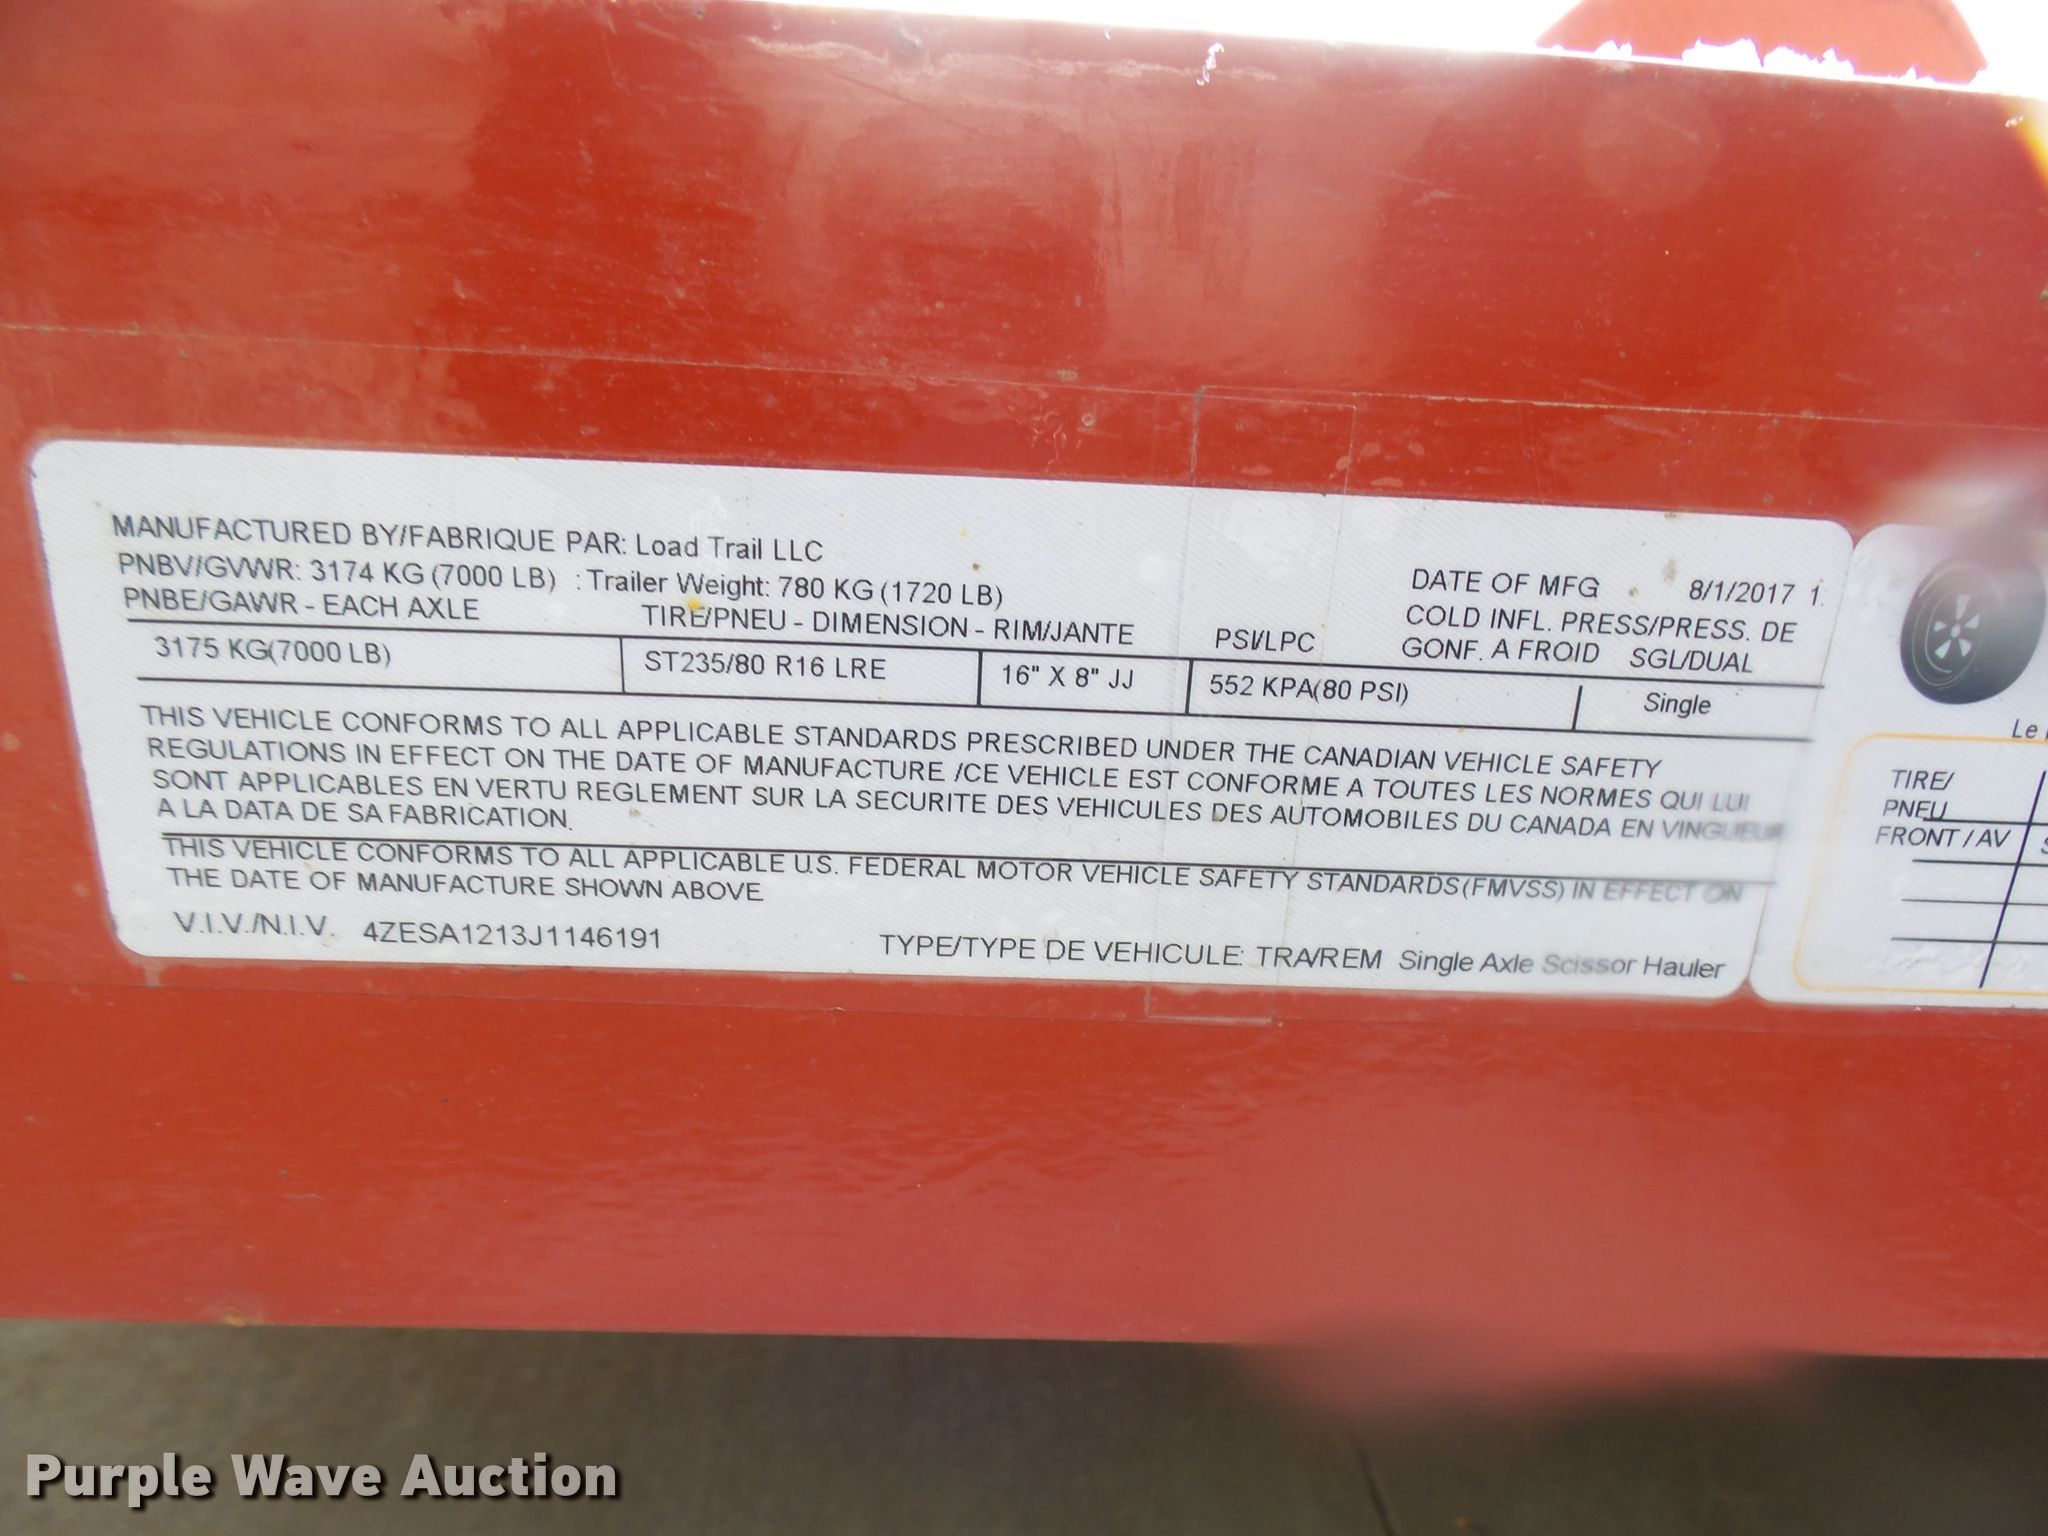 MANUFACTURED BY/FABRIQUE PAR: Load Trail LLC
PNBV/GVWR: 3174 KG (7000 LB) : Trailer Weight: 780 KG (1720 LB)
DATE OF MFG 8/1/2017 1.
PNBE/GAWR - EACH AXLE TIRE/PNEU - DIMENSION - RIM/JANTE PSI/LPC
COLD INFL. PRESS/PRESS. DE
GONF. A FROID SGL/DUAL
3175 KG(7000 LB) ST235/80 R16 LRE 16" X 8" JJ 552 KPA(80 PSI) Single
THIS VEHICLE CONFORMS TO ALL APPLICABLE STANDARDS PRESCRIBED UNDER THE CANADIAN VEHICLE SAFETY
REGULATIONS IN EFFECT ON THE DATE OF MANUFACTURE /CE VEHICLE EST CONFORME A TOUTES LES NORMES QUI LUI
SONT APPLICABLES EN VERTU REGLEMENT SUR LA SECURITE DES VEHICULES DES AUTOMOBILES DU CANADA EN VINGUEUR
A LA DATA DE SA FABRICATION.
THIS VEHICLE CONFORMS TO ALL APPLICABLE U.S. FEDERAL MOTOR VEHICLE SAFETY STANDARDS (FMVSS) IN EFFECT ON
THE DATE OF MANUFACTURE SHOWN ABOVE
V.I.V./N.I.V. 4ZESA1213J1146191 TYPE/TYPE DE VEHICULE: TRA/REM Single Axle Scissor Hauler
Le
TIRE/
PNEU
FRONT / AV
Purple Wave Auction